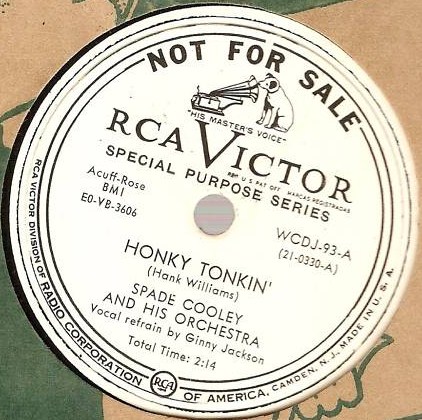 NOT FOR SALE
"HIS MASTER'S VOICE"
RCA VICTOR
REG. U.S. PAT. OFF. MARCAS REGISTRADAS
SPECIAL PURPOSE SERIES
Acuff-Rose
BMI
E0-VB-3606
WCDJ-93-A
(21-0330-A)
HONKY TONKIN'
(Hank Williams)
SPADE COOLEY
AND HIS ORCHESTRA
Vocal refrain by Ginny Jackson
Total Time: 2:14
RCA VICTOR DIVISION OF RADIO CORPORATION RCA OF AMERICA, CAMDEN, N. J., MADE IN U. S. A.